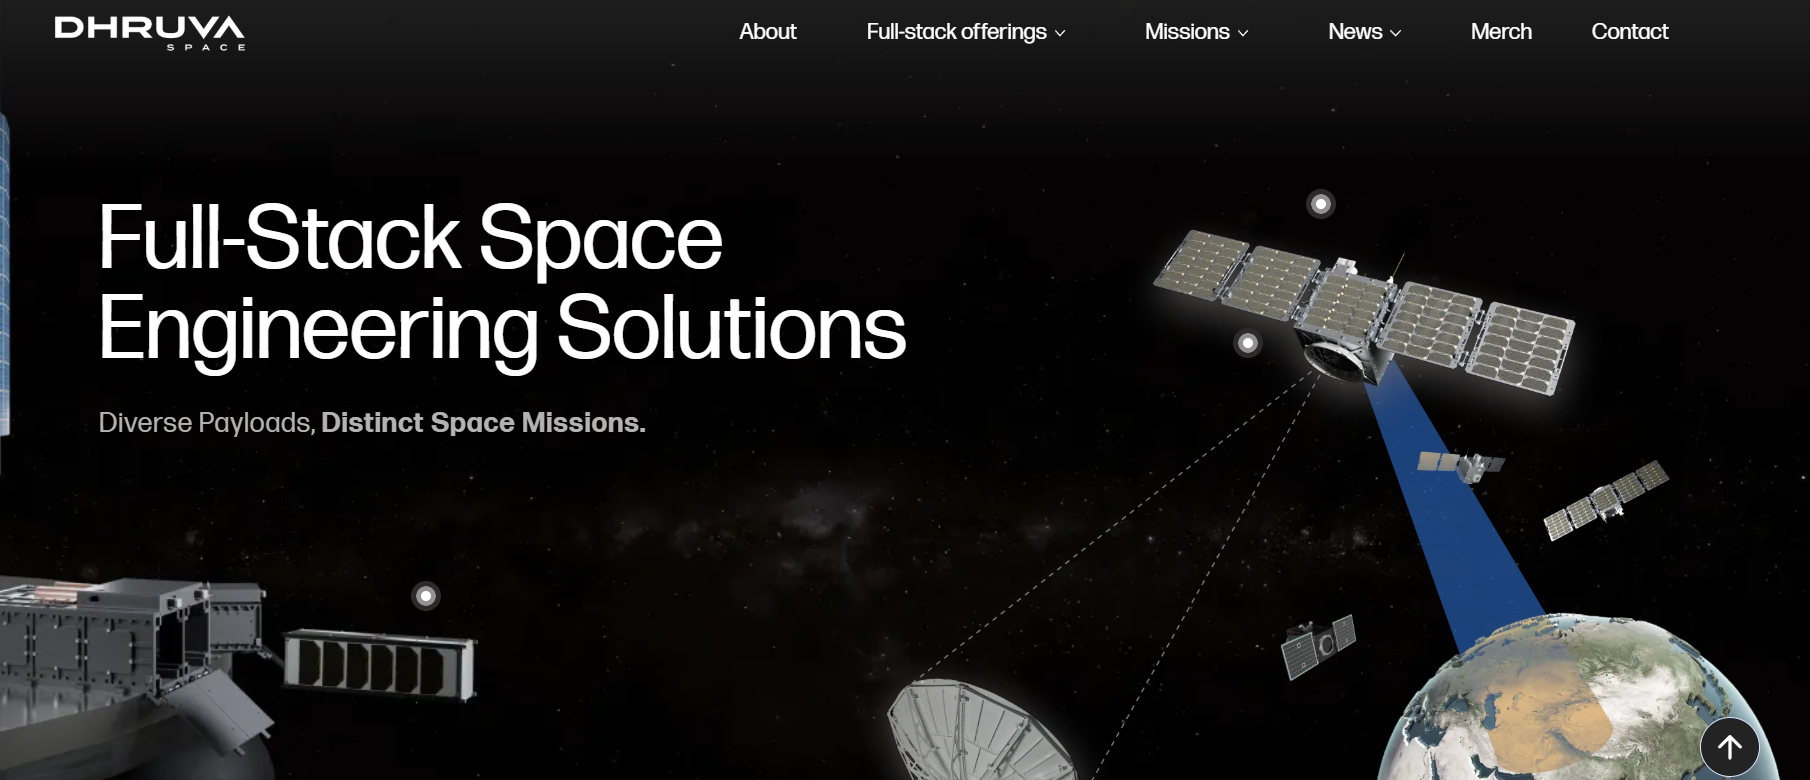 DHRUVA
SPACE
About
Full-stack offerings
Missions
News
Merch
Contact
Full-Stack Space
Engineering Solutions
Diverse Payloads, Distinct Space Missions.